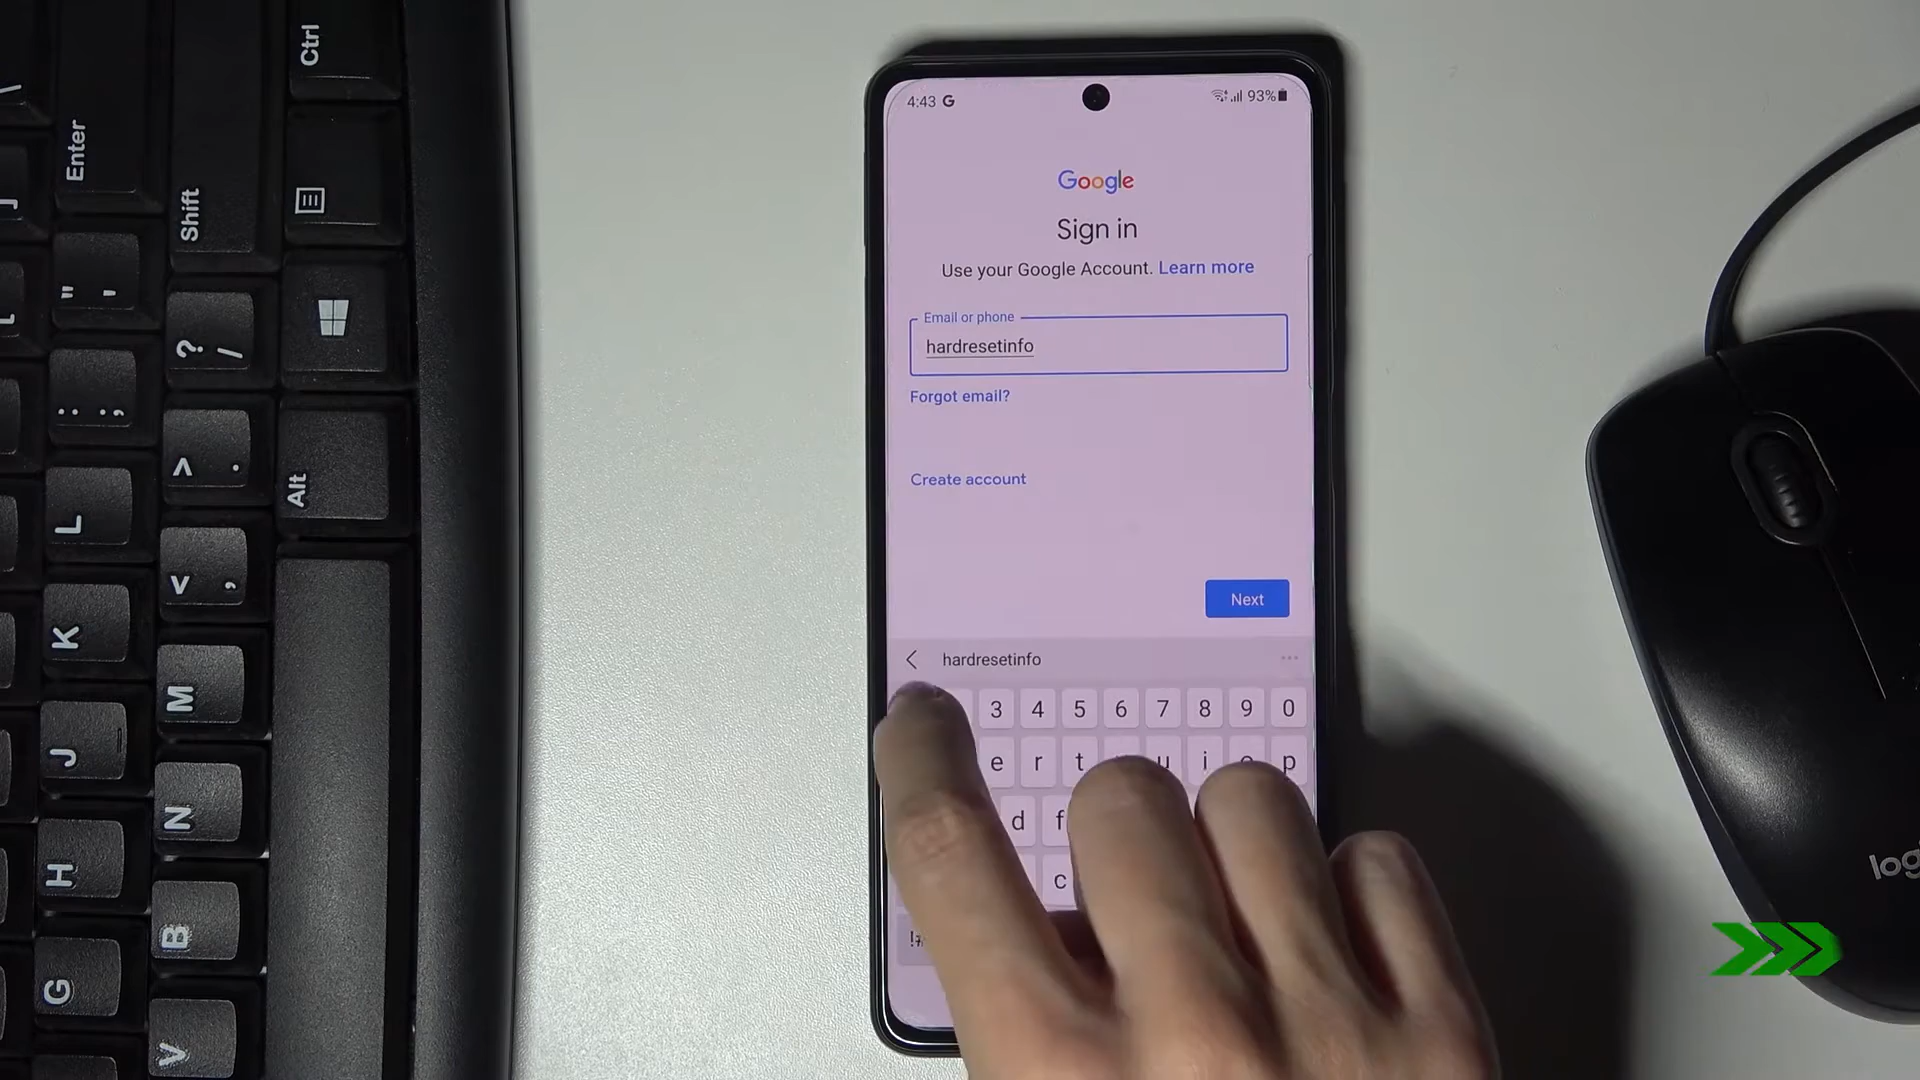 4:43 G 93%
Google
Sign in
Use your Google Account. Learn more
Email or phone
hardresetinfo
Forgot email?
Create account
Next
hardresetinfo
3 4 5 6 7 8 9 0
e r t u i o p
d f
c
Ctrl
Enter
Shift
" '
? /
: ;
> .
Alt
L
< ,
K
M
J
N
H
B
G
V
log